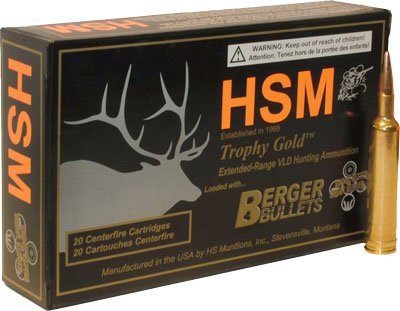 WARNING: Keep out of reach of children!
Attention: Tenez hors de la portée des enfants!
HSM
HSM
Established in 1968
Trophy Gold™
Extended-Range VLD Hunting Ammunition
Loaded with...
BERGER
BULLETS
20 Centerfire Cartridges
20 Cartouches Centerfire
Manufactured in the USA by HS Munitions, Inc., Stevensville, Montana